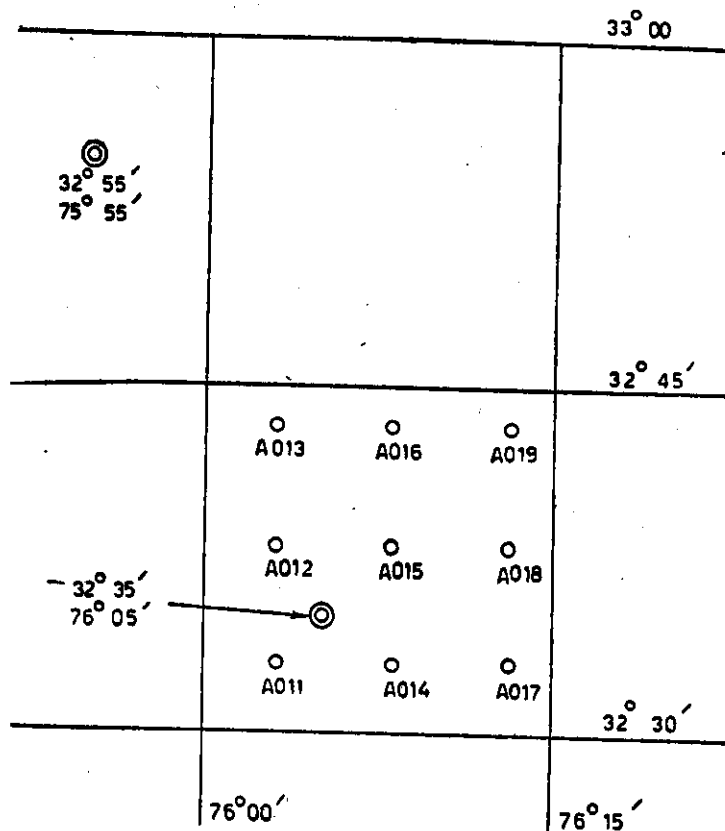 33° 00
32° 55′
75° 55′
32° 45′
A013
A016
A019
A012
A015
A018
32° 35′
76° 05′
A011
A014
A017
32° 30′
76° 00′
76° 15′